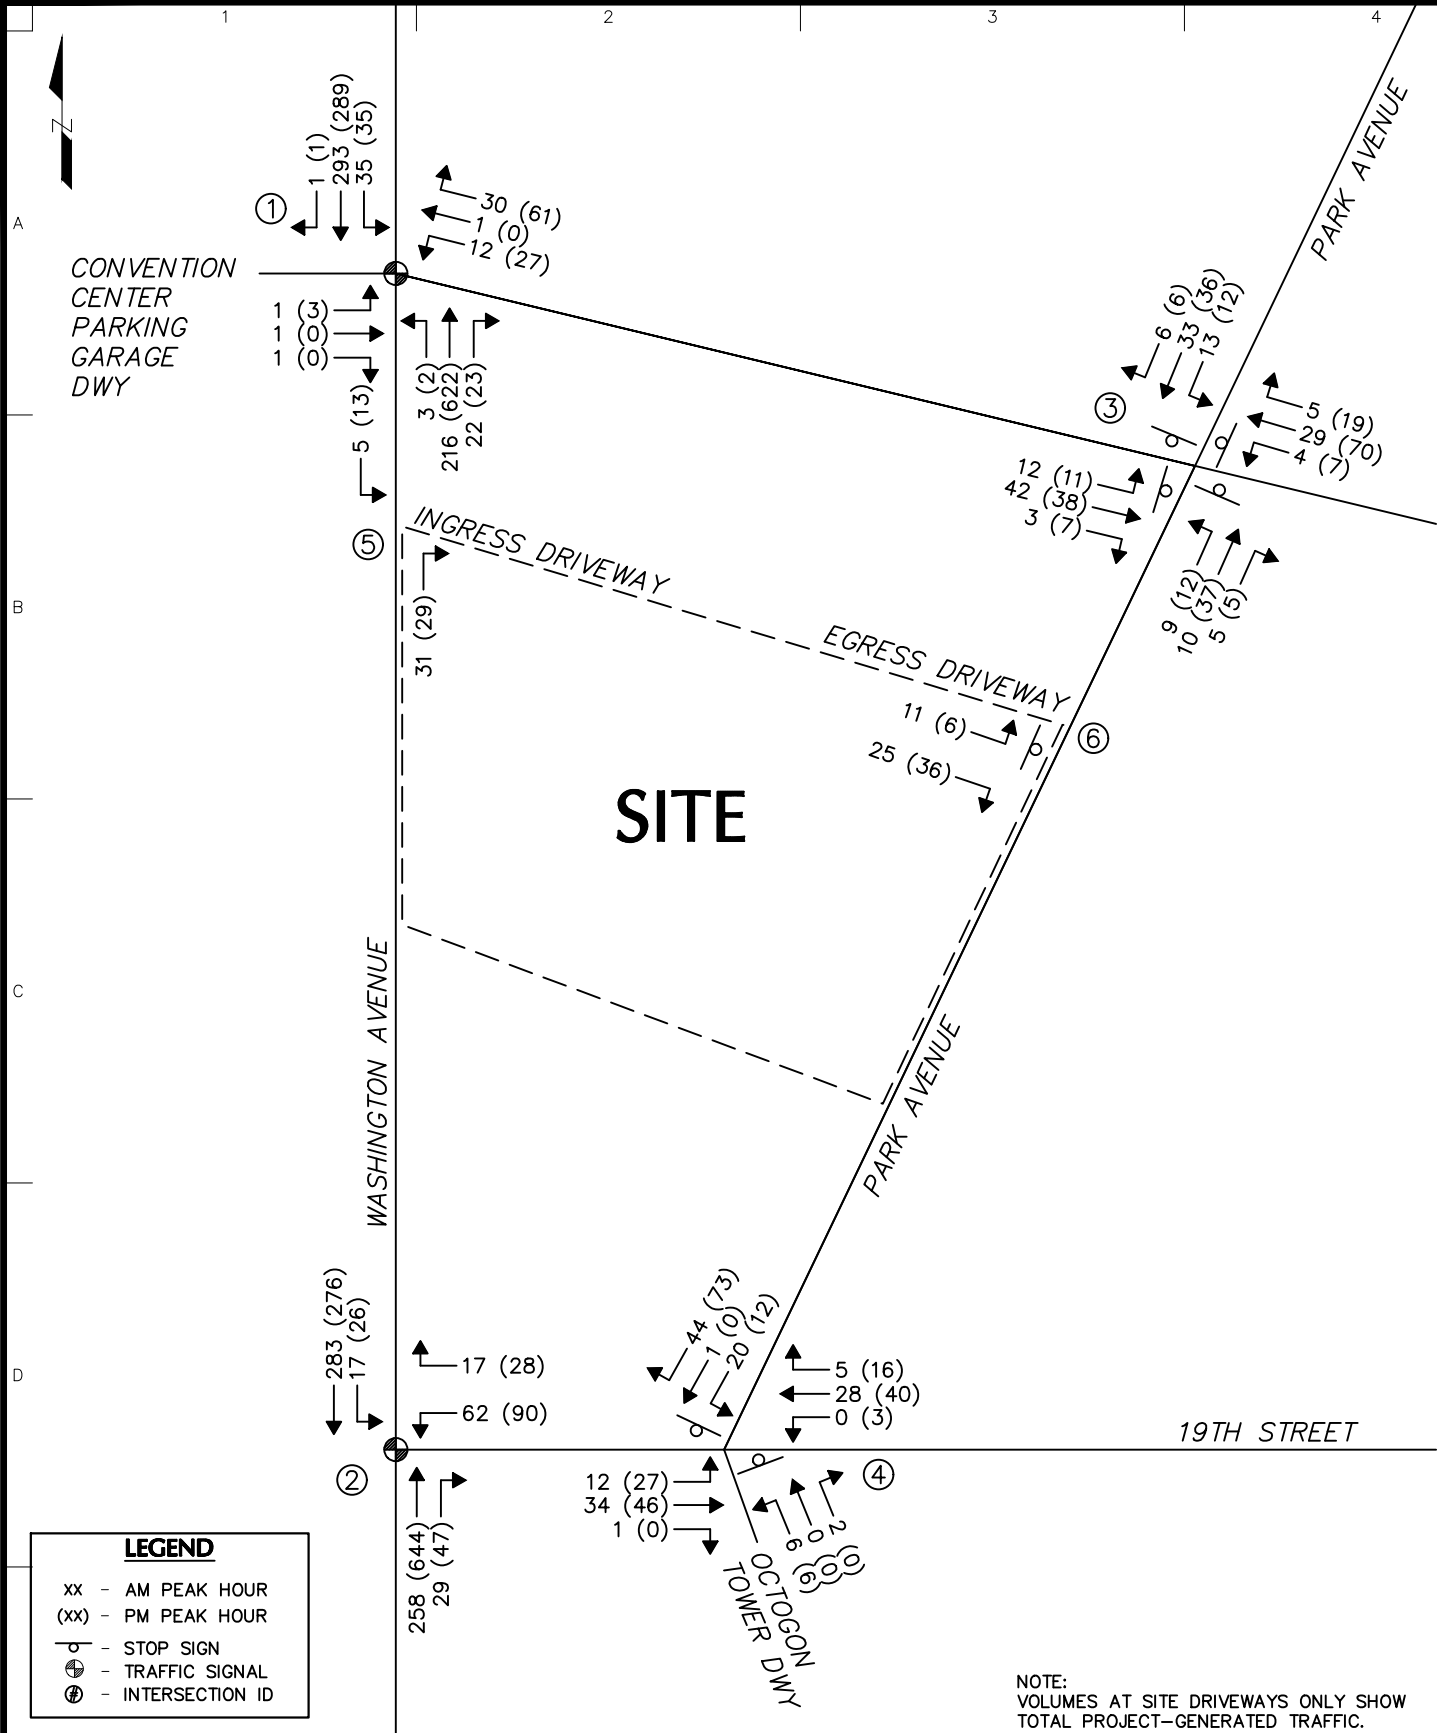 1
2
3
4
A
B
C
D
Z
1 (1)
293 (289)
35 (35)
1
30 (61)
1 (0)
12 (27)
CONVENTION
CENTER
PARKING
GARAGE
DWY
1 (3)
1 (0)
1 (0)
3 (2)
216 (622)
22 (23)
5 (13)
5
INGRESS DRIVEWAY
31 (29)
PARK AVENUE
6 (6)
33 (36)
13 (12)
3
5 (19)
29 (70)
4 (7)
12 (11)
42 (38)
3 (7)
9 (12)
10 (37)
5 (5)
EGRESS DRIVEWAY
11 (6)
25 (36)
6
SITE
WASHINGTON AVENUE
PARK AVENUE
283 (276)
17 (26)
17 (28)
62 (90)
2
258 (644)
29 (47)
44 (73)
1 (0)
20 (12)
5 (16)
28 (40)
0 (3)
19TH STREET
12 (27)
34 (46)
1 (0)
4
6 (6)
0 (0)
2 (0)
OCTOGON
TOWER DWY
LEGEND
XX - AM PEAK HOUR
(XX) - PM PEAK HOUR
- STOP SIGN
- TRAFFIC SIGNAL
# - INTERSECTION ID
NOTE:
VOLUMES AT SITE DRIVEWAYS ONLY SHOW
TOTAL PROJECT-GENERATED TRAFFIC.